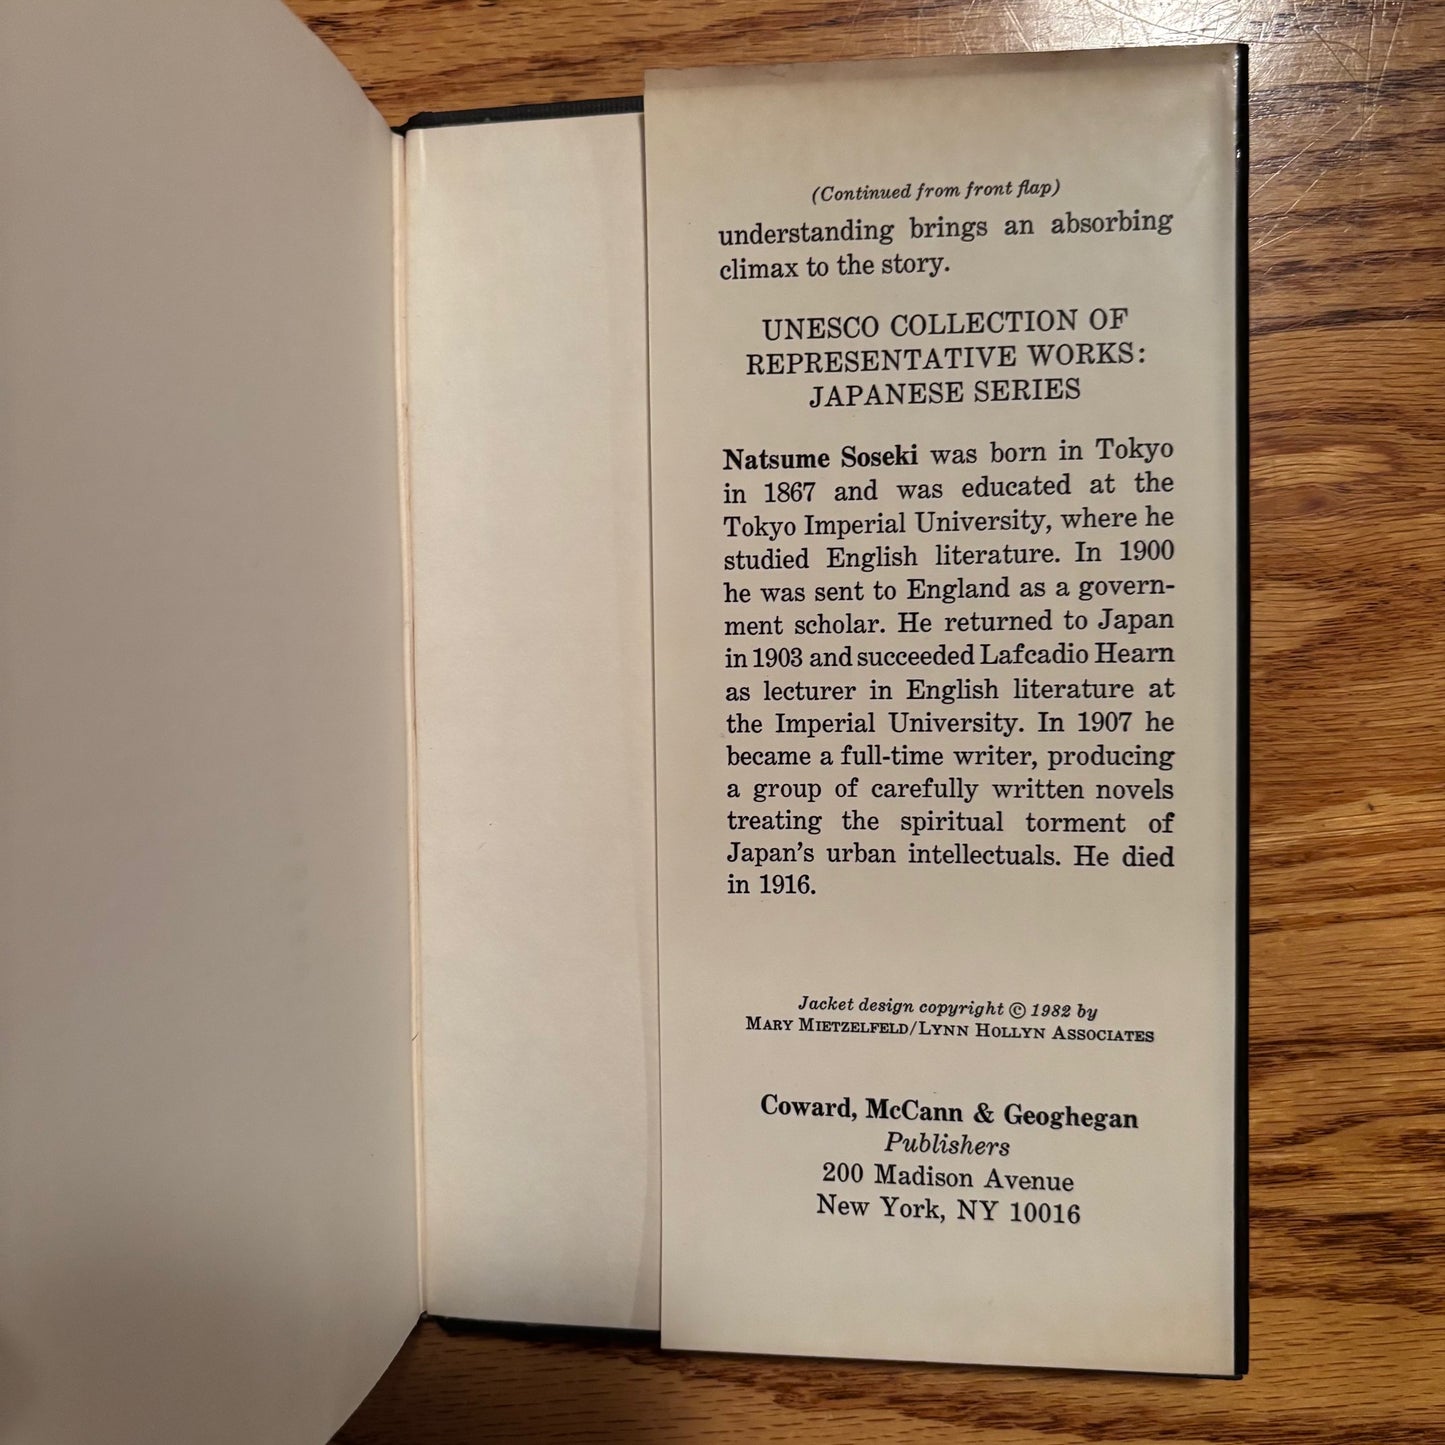 (Continued from front flap)
understanding brings an absorbing
climax to the story.
UNESCO COLLECTION OF
REPRESENTATIVE WORKS:
JAPANESE SERIES
Natsume Soseki was born in Tokyo
in 1867 and was educated at the
Tokyo Imperial University, where he
studied English literature. In 1900
he was sent to England as a govern-
ment scholar. He returned to Japan
in 1903 and succeeded Lafcadio Hearn
as lecturer in English literature at
the Imperial University. In 1907 he
became a full-time writer, producing
a group of carefully written novels
treating the spiritual torment of
Japan's urban intellectuals. He died
in 1916.
Jacket design copyright © 1982 by
MARY MIETZELFELD/LYNN HOLLYN ASSOCIATES
Coward, McCann & Geoghegan
Publishers
200 Madison Avenue
New York, NY 10016